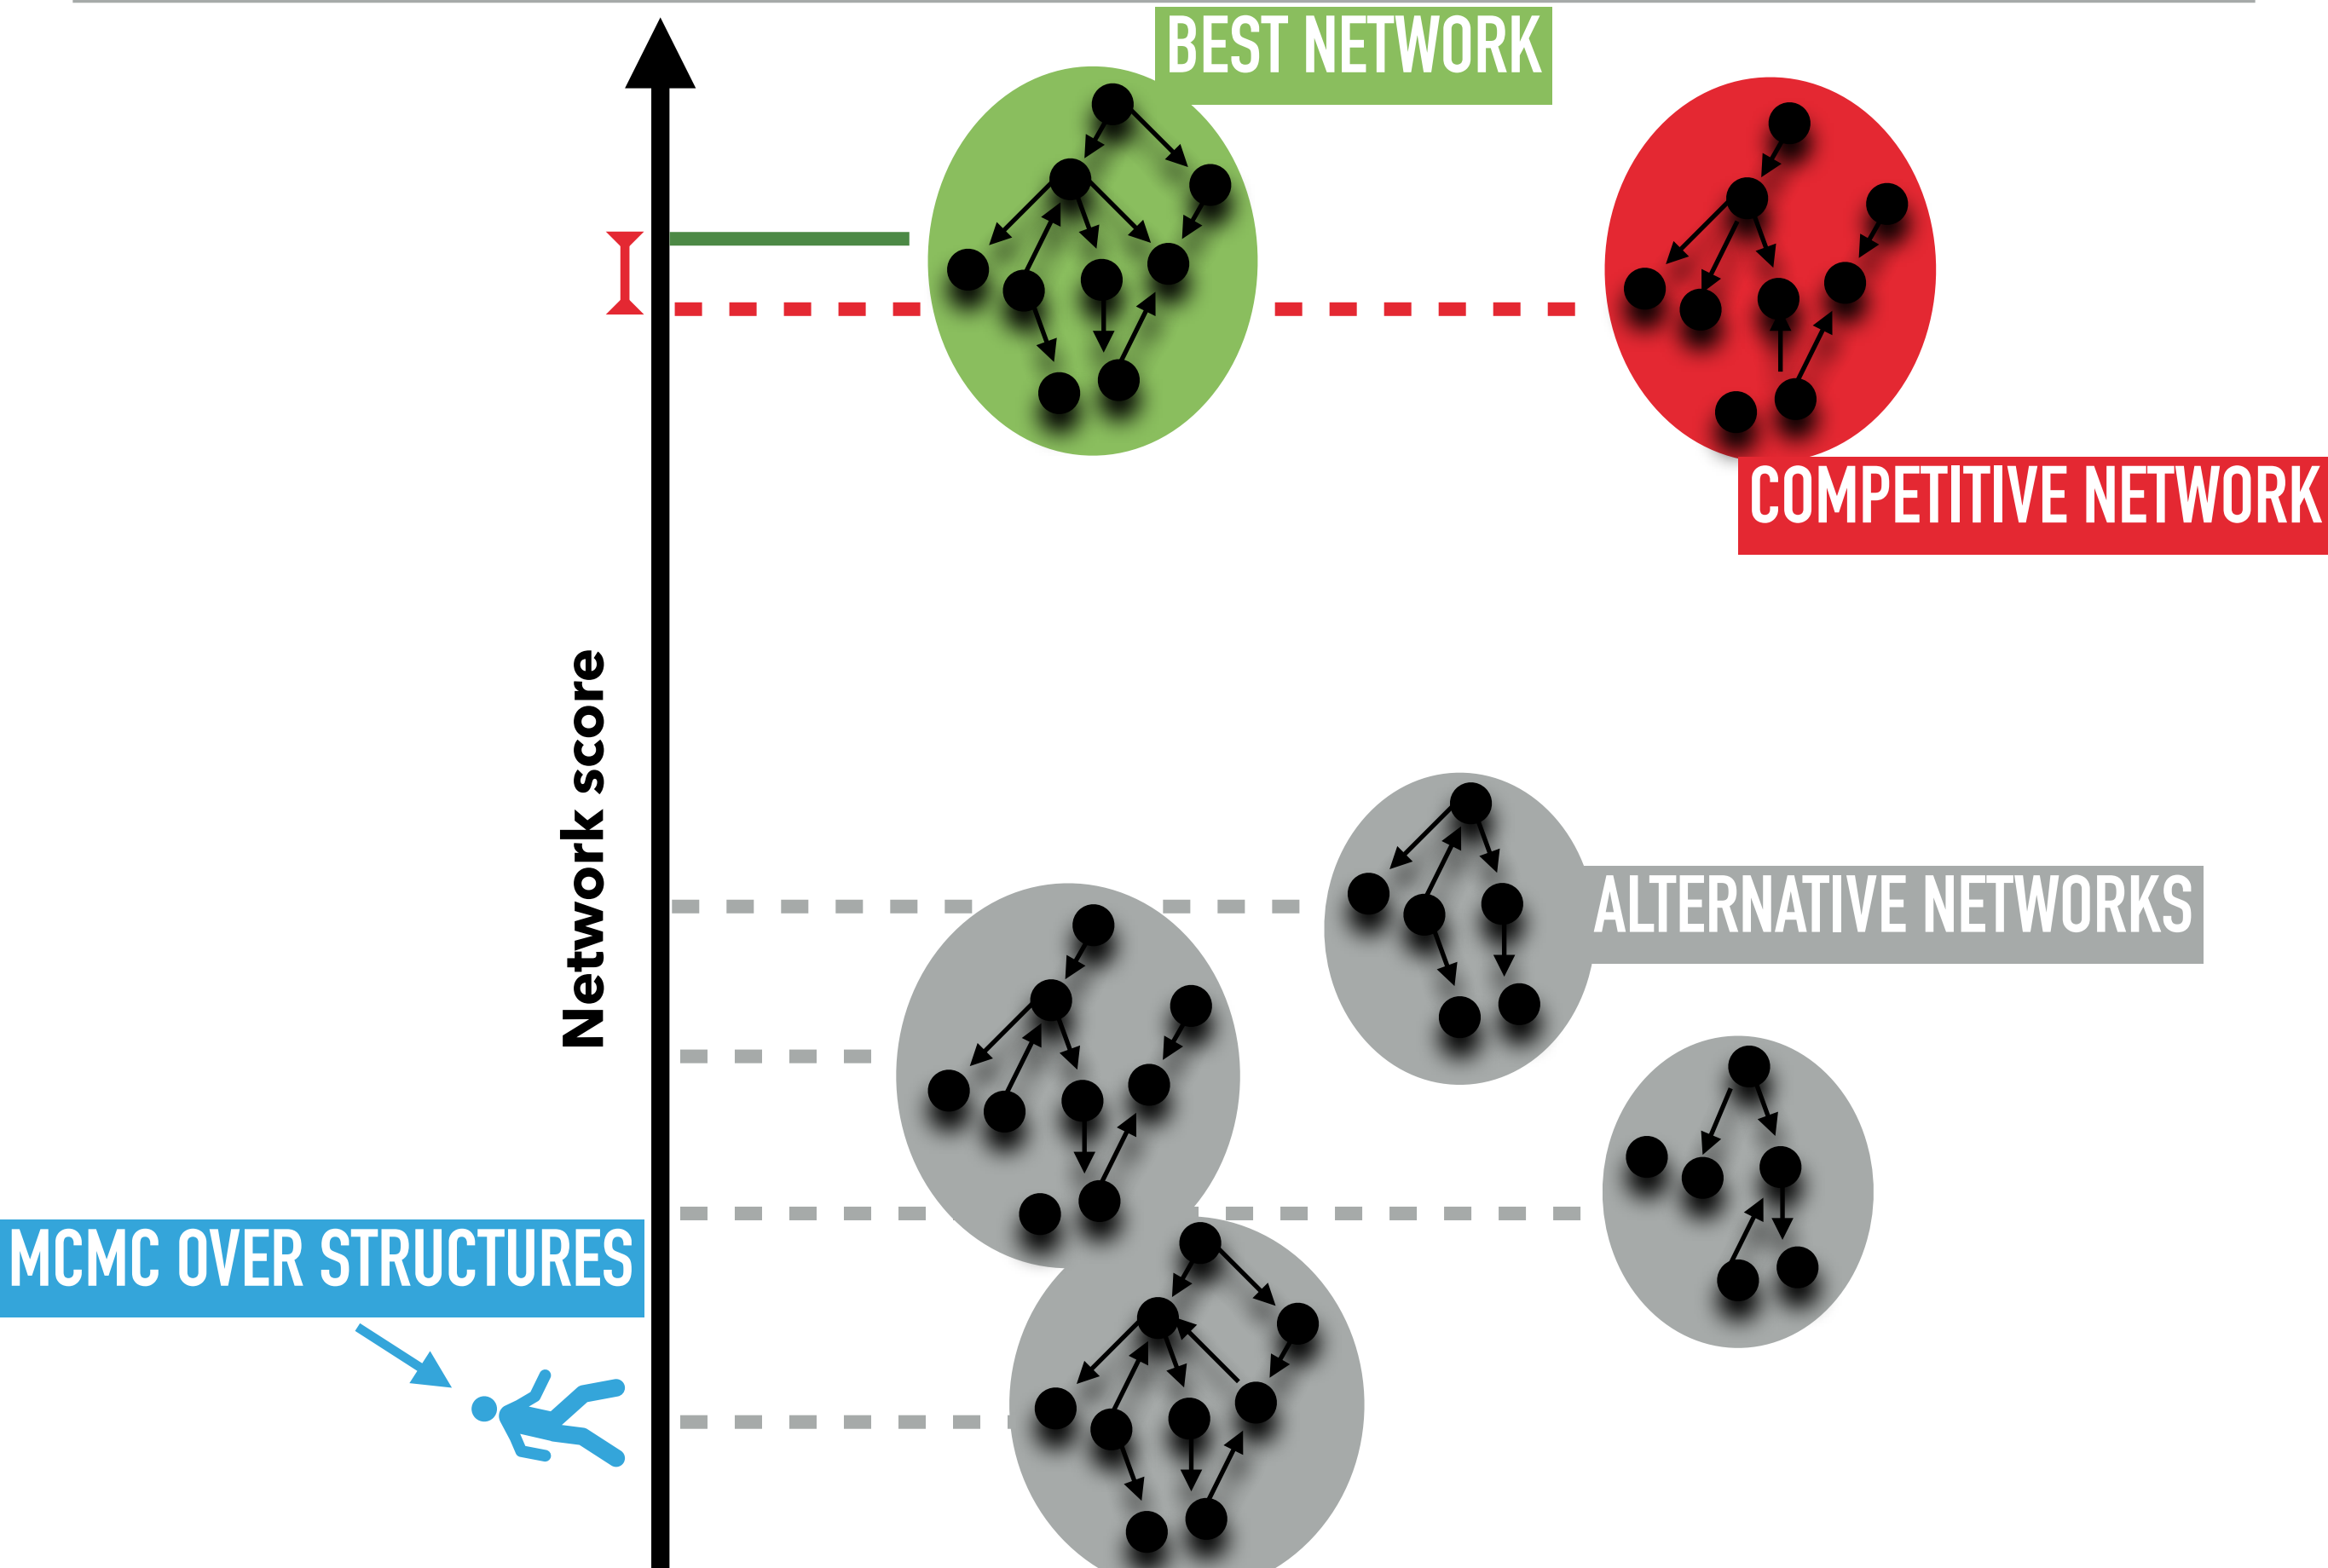 BEST NETWORK
COMPETITIVE NETWORK
Network score
ALTERNATIVE NETWORKS
MCMC OVER STRUCTURES